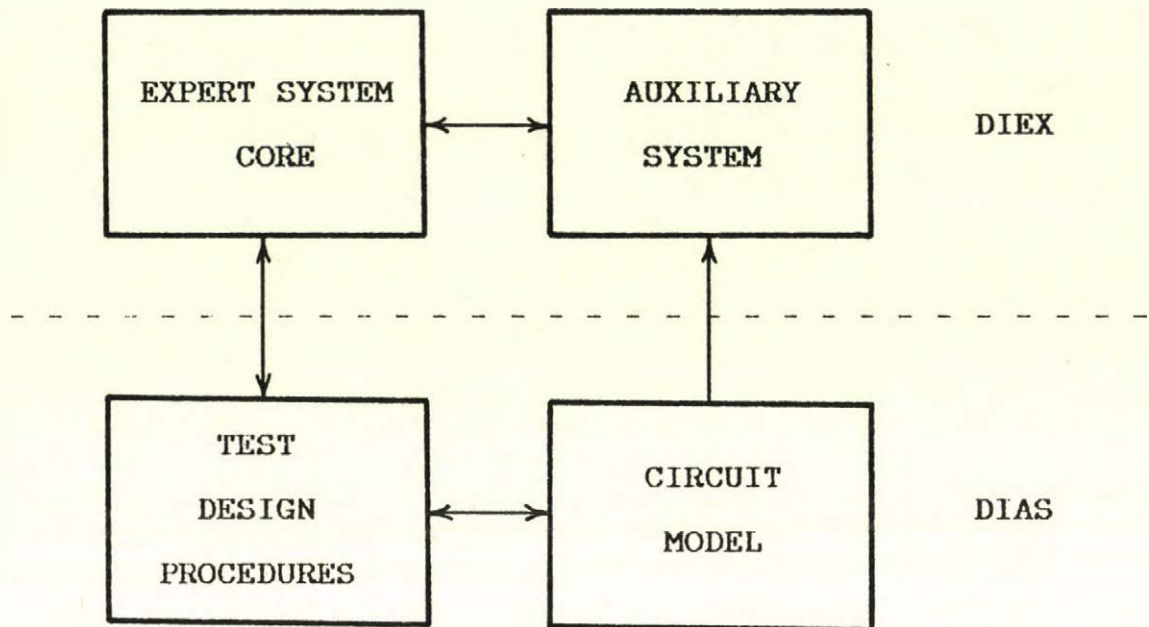 EXPERT SYSTEM
CORE
AUXILIARY
SYSTEM
DIEX
TEST
DESIGN
PROCEDURES
CIRCUIT
MODEL
DIAS